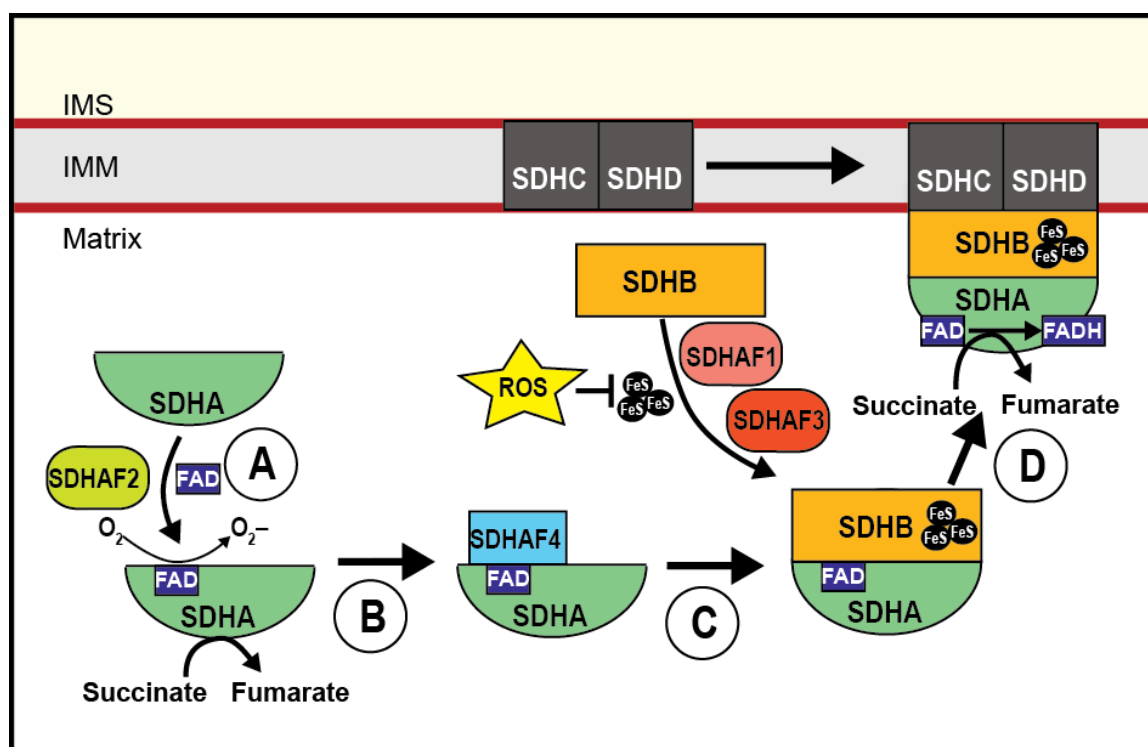 IMS
IMM
Matrix
SDHC
SDHD
SDHC
SDHD
SDHB
FeS
FeS
FeS
SDHA
FAD
FADH
Succinate
Fumarate
D
SDHB
SDHAF1
SDHAF3
ROS
FeS
FeS
FeS
SDHA
A
SDHAF2
FAD
O2
O2–
FAD
SDHA
Succinate
Fumarate
B
SDHAF4
FAD
SDHA
C
SDHB
FeS
FeS
FeS
FAD
SDHA